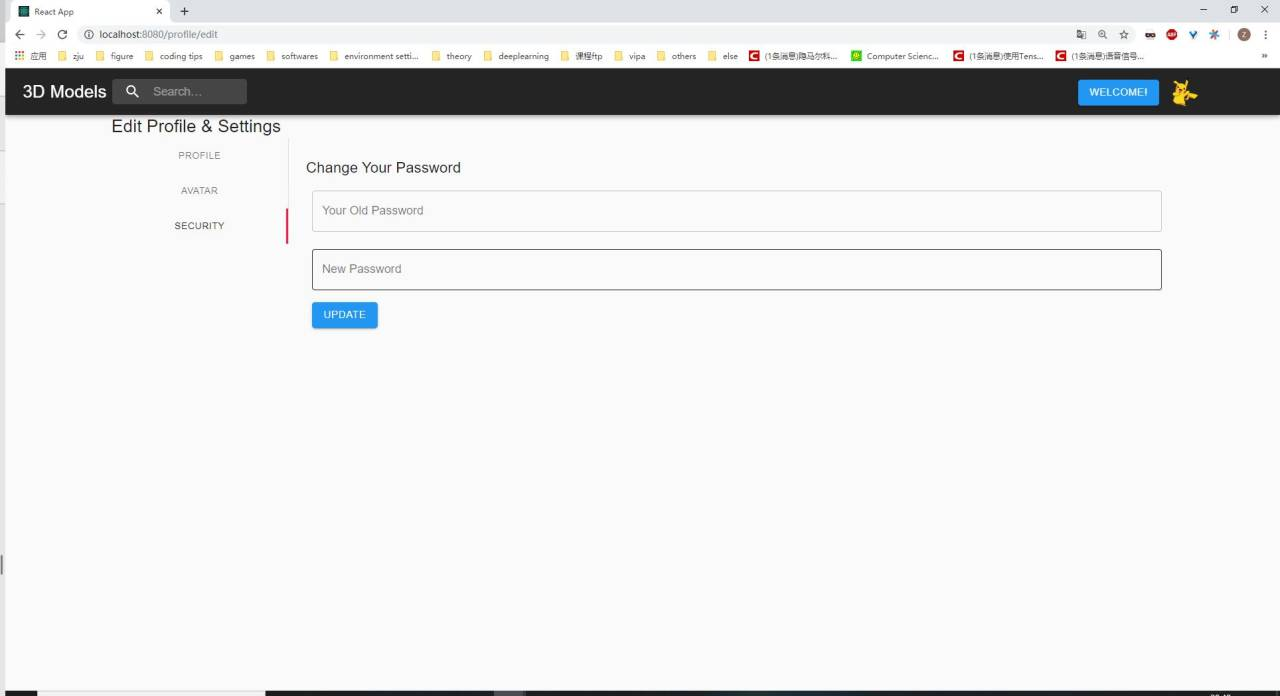 React App
localhost:8080/profile/edit
应用 zju figure coding tips games softwares environment setti... theory deeplearning 课程ftp vipa others else (1条消息)隐马尔科... Computer Scienc... (1条消息)使用Tens... (1条消息)语音信号...
3D Models Search... WELCOME!
Edit Profile & Settings
PROFILE
AVATAR
SECURITY
Change Your Password
Your Old Password
New Password
UPDATE